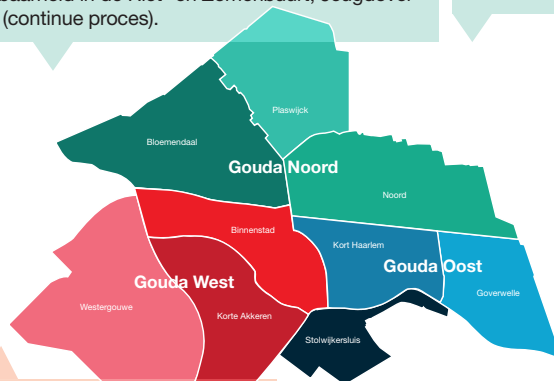 (continue proces).
Plaswijck
Bloemendaal
Gouda Noord
Noord
Binnenstad
Kort Haarlem
Gouda Oost
Gouda West
Goverwelle
Westergouwe
Korte Akkeren
Stolwijkersluis